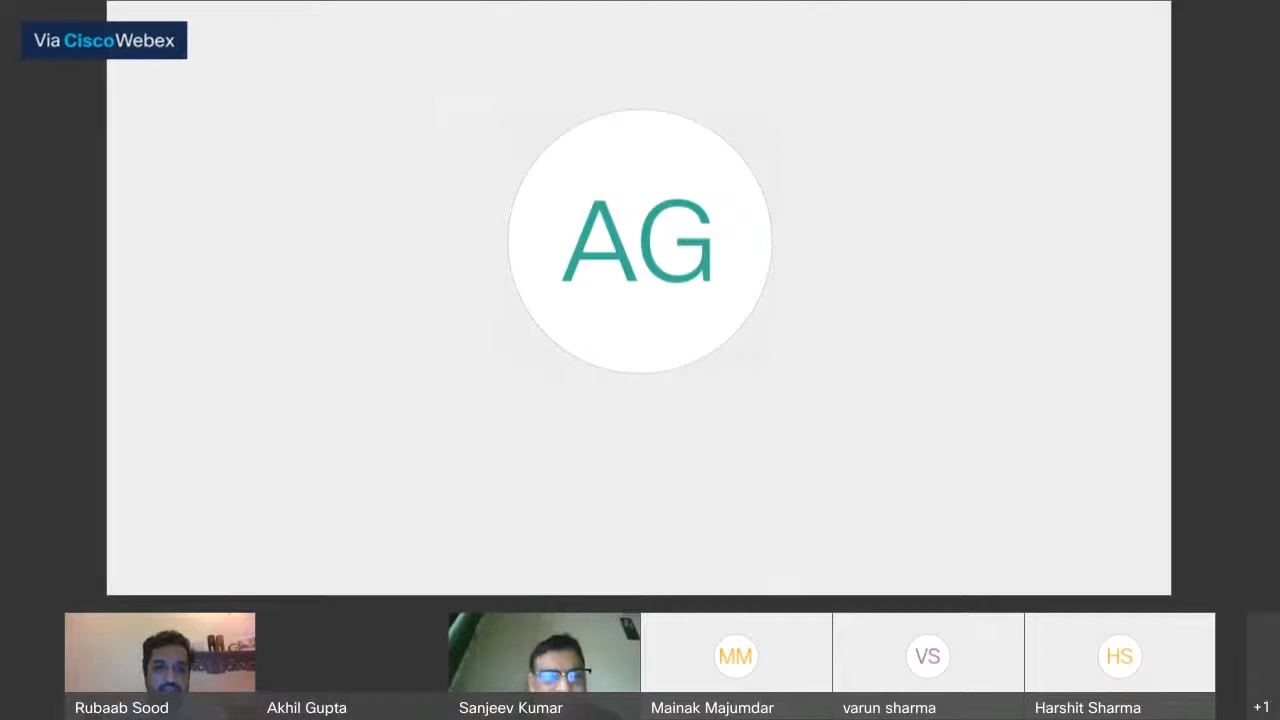 Via CiscoWebex
AG
MM
VS
HS
Rubaab Sood
Akhil Gupta
Sanjeev Kumar
Mainak Majumdar
varun sharma
Harshit Sharma
+1